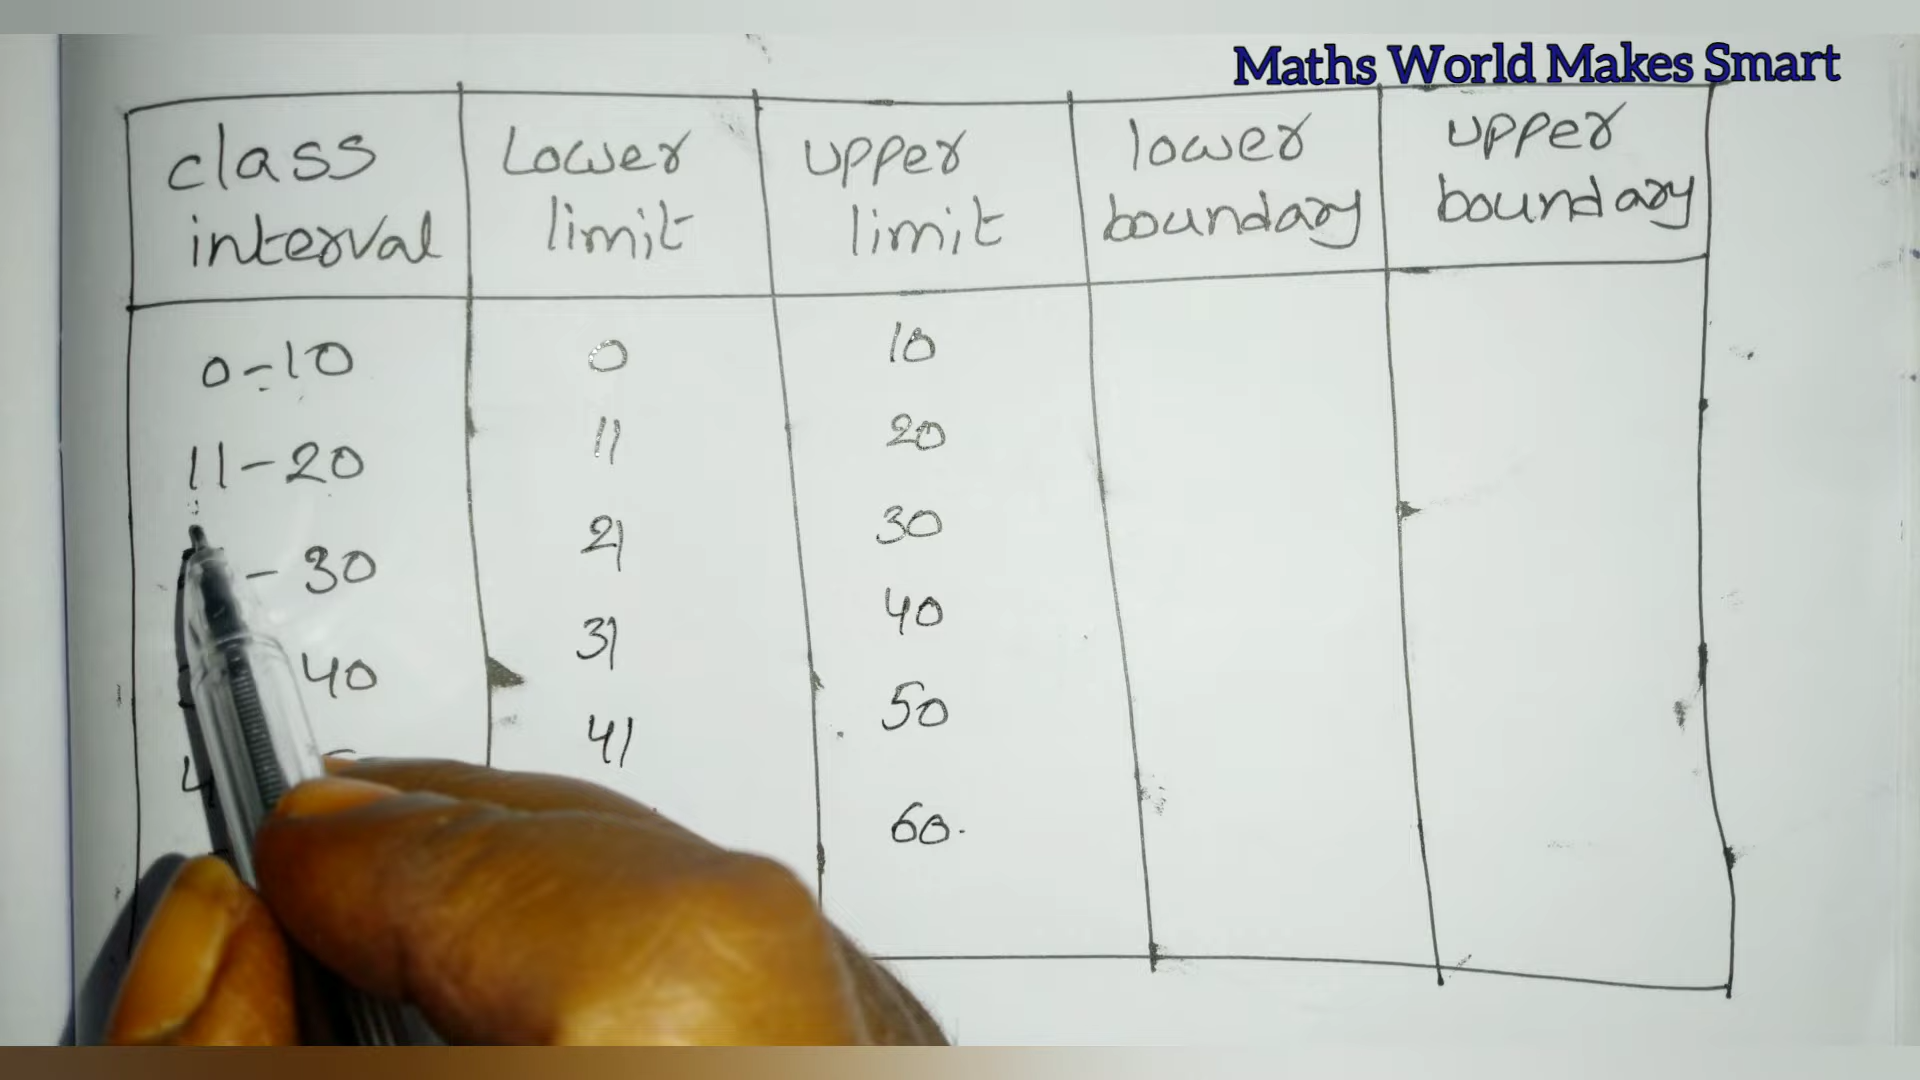 Maths World Makes Smart
class interval
Lower limit
upper limit
lower boundary
upper boundary
0-10 0 10
11-20 11 20
-30 21 30
40 31 40
4 41 50
60.